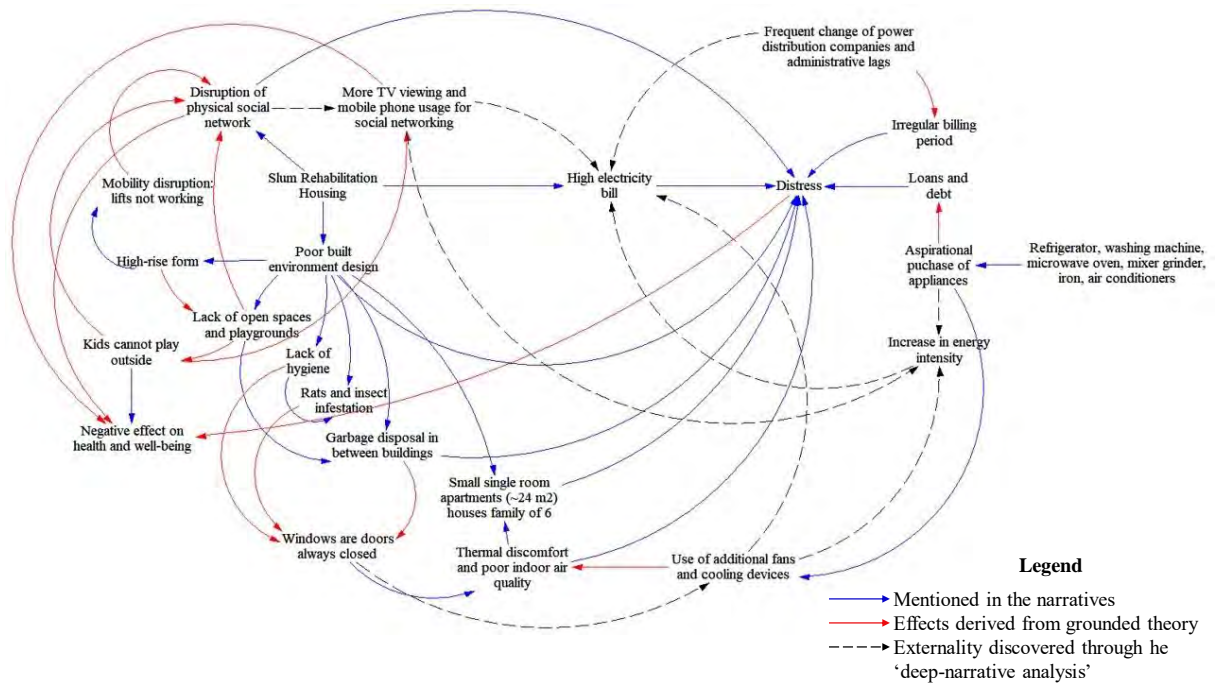 Frequent change of power
distribution companies and
administrative lags
Disruption of
physical social
network
More TV viewing and
mobile phone usage for
social networking
Irregular billing
period
Mobility disruption:
lifts not working
Slum Rehabilitation
Housing
High electricity
bill
Distress
Loans and
debt
High-rise form
Poor built
environment design
Aspirational
puchase of
appliances
Refrigerator, washing machine,
microwave oven, mixer grinder,
iron, air conditioners
Lack of open spaces
and playgrounds
Kids cannot play
outside
Lack of
hygiene
Increase in energy
intensity
Rats and insect
infestation
Negative effect on
health and well-being
Garbage disposal in
between buildings
Small single room
apartments (~24 m2)
houses family of 6
Windows are doors
always closed
Thermal discomfort
and poor indoor air
quality
Use of additional fans
and cooling devices
Legend
Mentioned in the narratives
Effects derived from grounded theory
Externality discovered through he
‘deep-narrative analysis’